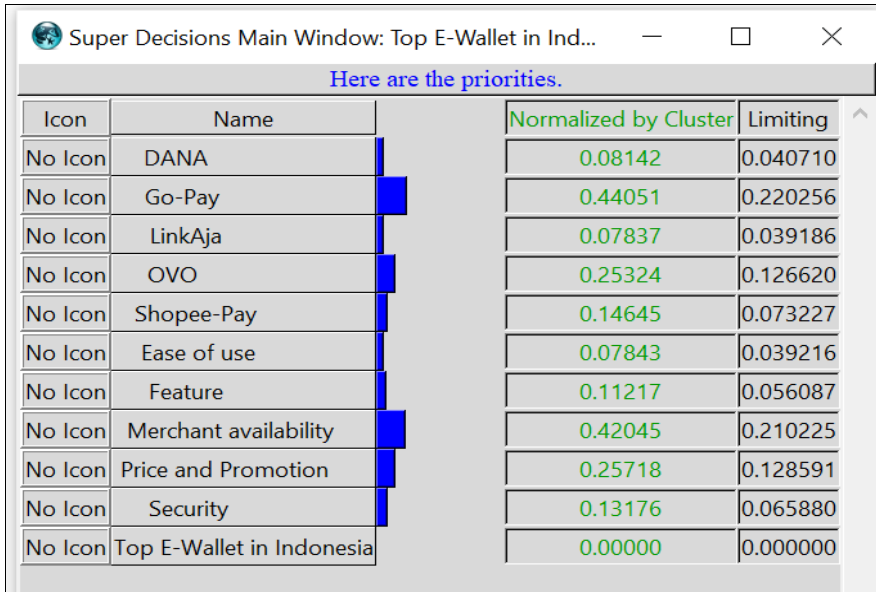 Super Decisions Main Window: Top E-Wallet in Ind...
Here are the priorities.
Icon Name Normalized by Cluster Limiting
No Icon DANA 0.08142 0.040710
No Icon Go-Pay 0.44051 0.220256
No Icon LinkAja 0.07837 0.039186
No Icon OVO 0.25324 0.126620
No Icon Shopee-Pay 0.14645 0.073227
No Icon Ease of use 0.07843 0.039216
No Icon Feature 0.11217 0.056087
No Icon Merchant availability 0.42045 0.210225
No Icon Price and Promotion 0.25718 0.128591
No Icon Security 0.13176 0.065880
No Icon Top E-Wallet in Indonesia 0.00000 0.000000